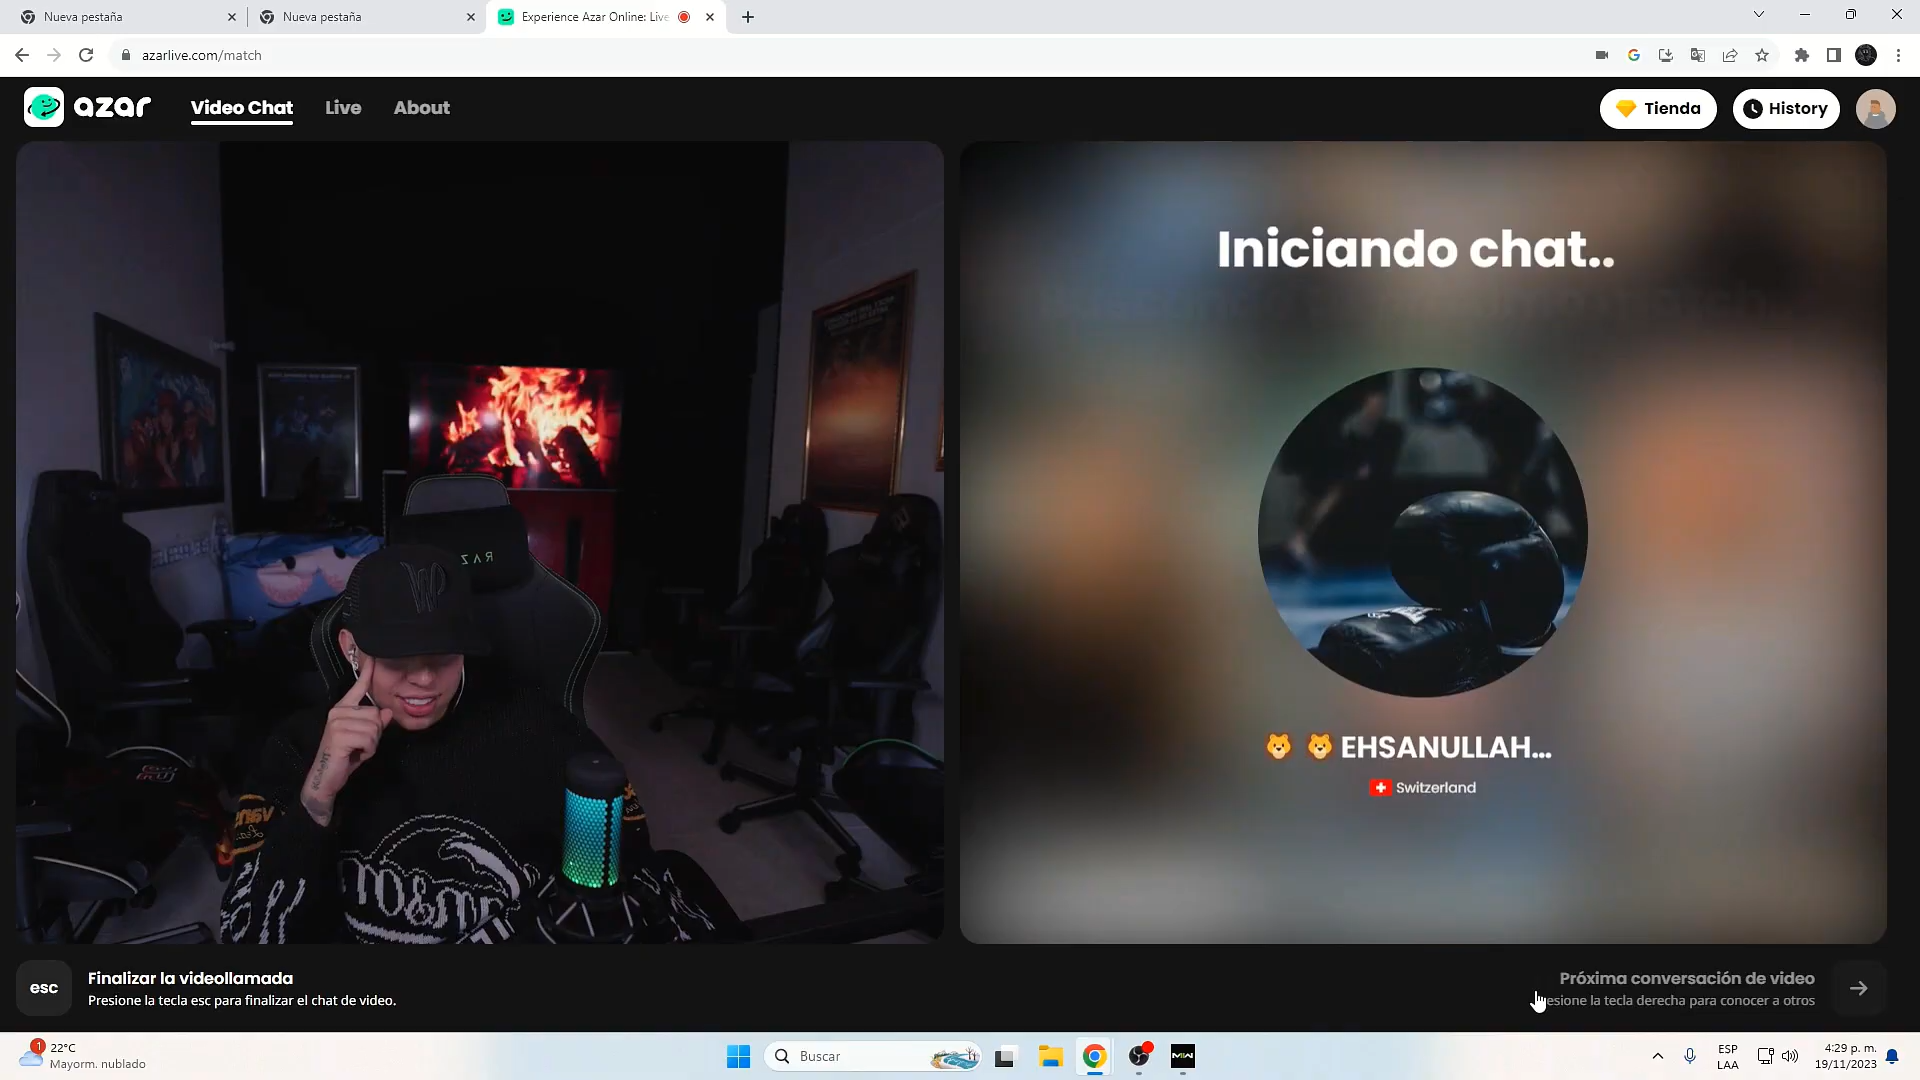 Nueva pestaña
Nueva pestaña
Experience Azar Online: Live
azarlive.com/match
azar
Video Chat
Live
About
Tienda
History
Iniciando chat..
RAZ
🦁 🦁 EHSANULLAH...
Switzerland
esc
Finalizar la videollamada
Presione la tecla esc para finalizar el chat de video.
Próxima conversación de video
esione la tecla derecha para conocer a otros
1
22°C
Mayorm. nublado
Buscar
ESP
LAA
4:29 p. m.
19/11/2023